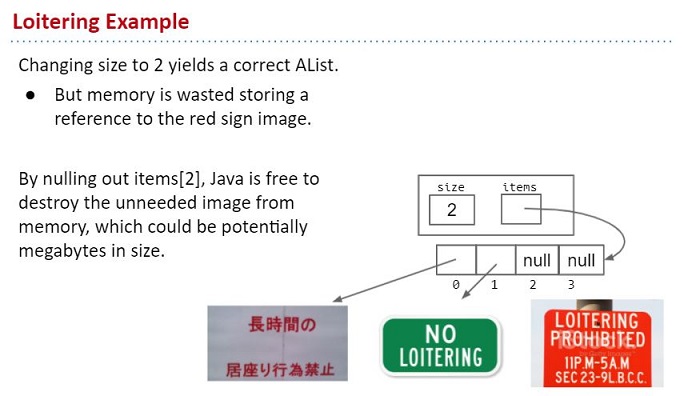 Loitering Example
Changing size to 2 yields a correct AList.
● But memory is wasted storing a
reference to the red sign image.
By nulling out items[2], Java is free to
destroy the unneeded image from
memory, which could be potentially
megabytes in size.
size items
2
null null
0 1 2 3
長時間の
居座り行為禁止
NO
LOITERING
LOITERING
PROHIBITED
11P.M-5A.M
SEC 23-9L.B.C.C.